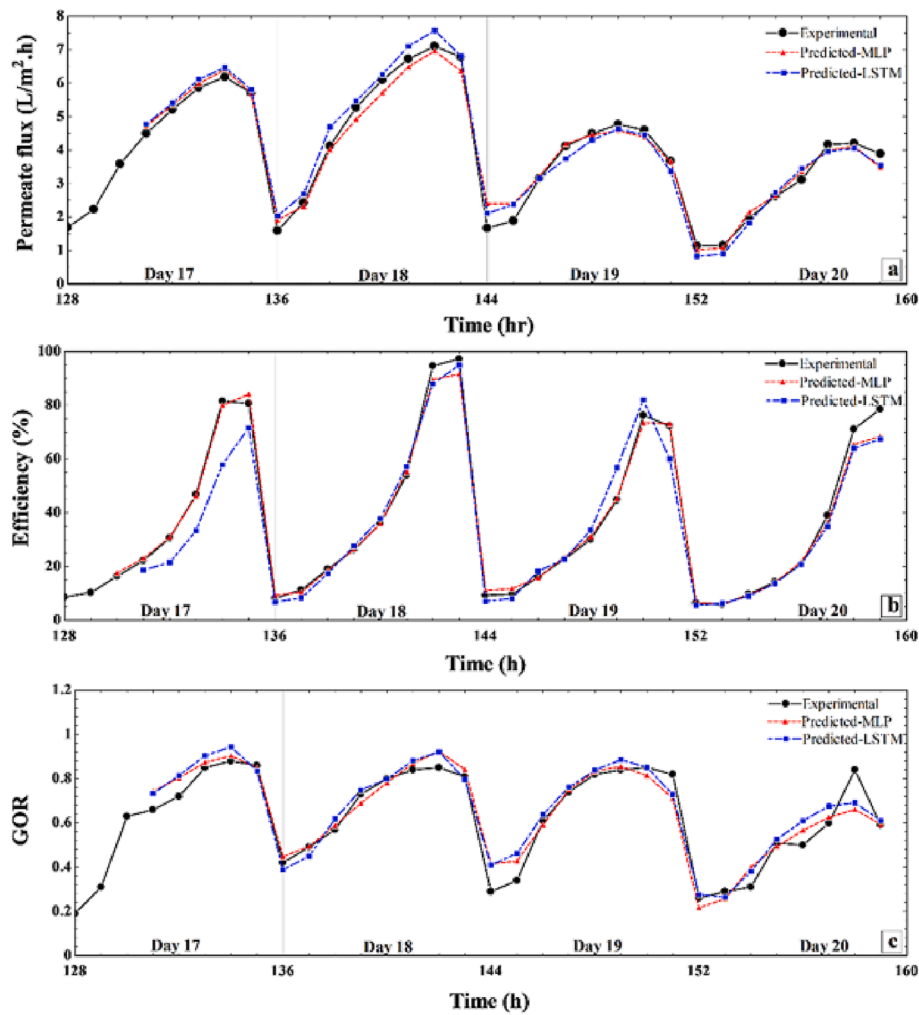 8
7
6
5
4
3
2
1
0
Permeate flux (L/m².h)
Experimental
Predicted-MLP
Predicted-LSTM
Day 17
Day 18
Day 19
Day 20
a
128
136
144
152
160
Time (hr)
100
80
60
40
20
0
Efficiency (%)
Experimental
Predicted-MLP
Predicted-LSTM
Day 17
Day 18
Day 19
Day 20
b
128
136
144
152
160
Time (h)
1.2
1
0.8
0.6
0.4
0.2
0
GOR
Experimental
Predicted-MLP
Predicted-LSTM
Day 17
Day 18
Day 19
Day 20
c
128
136
144
152
160
Time (h)